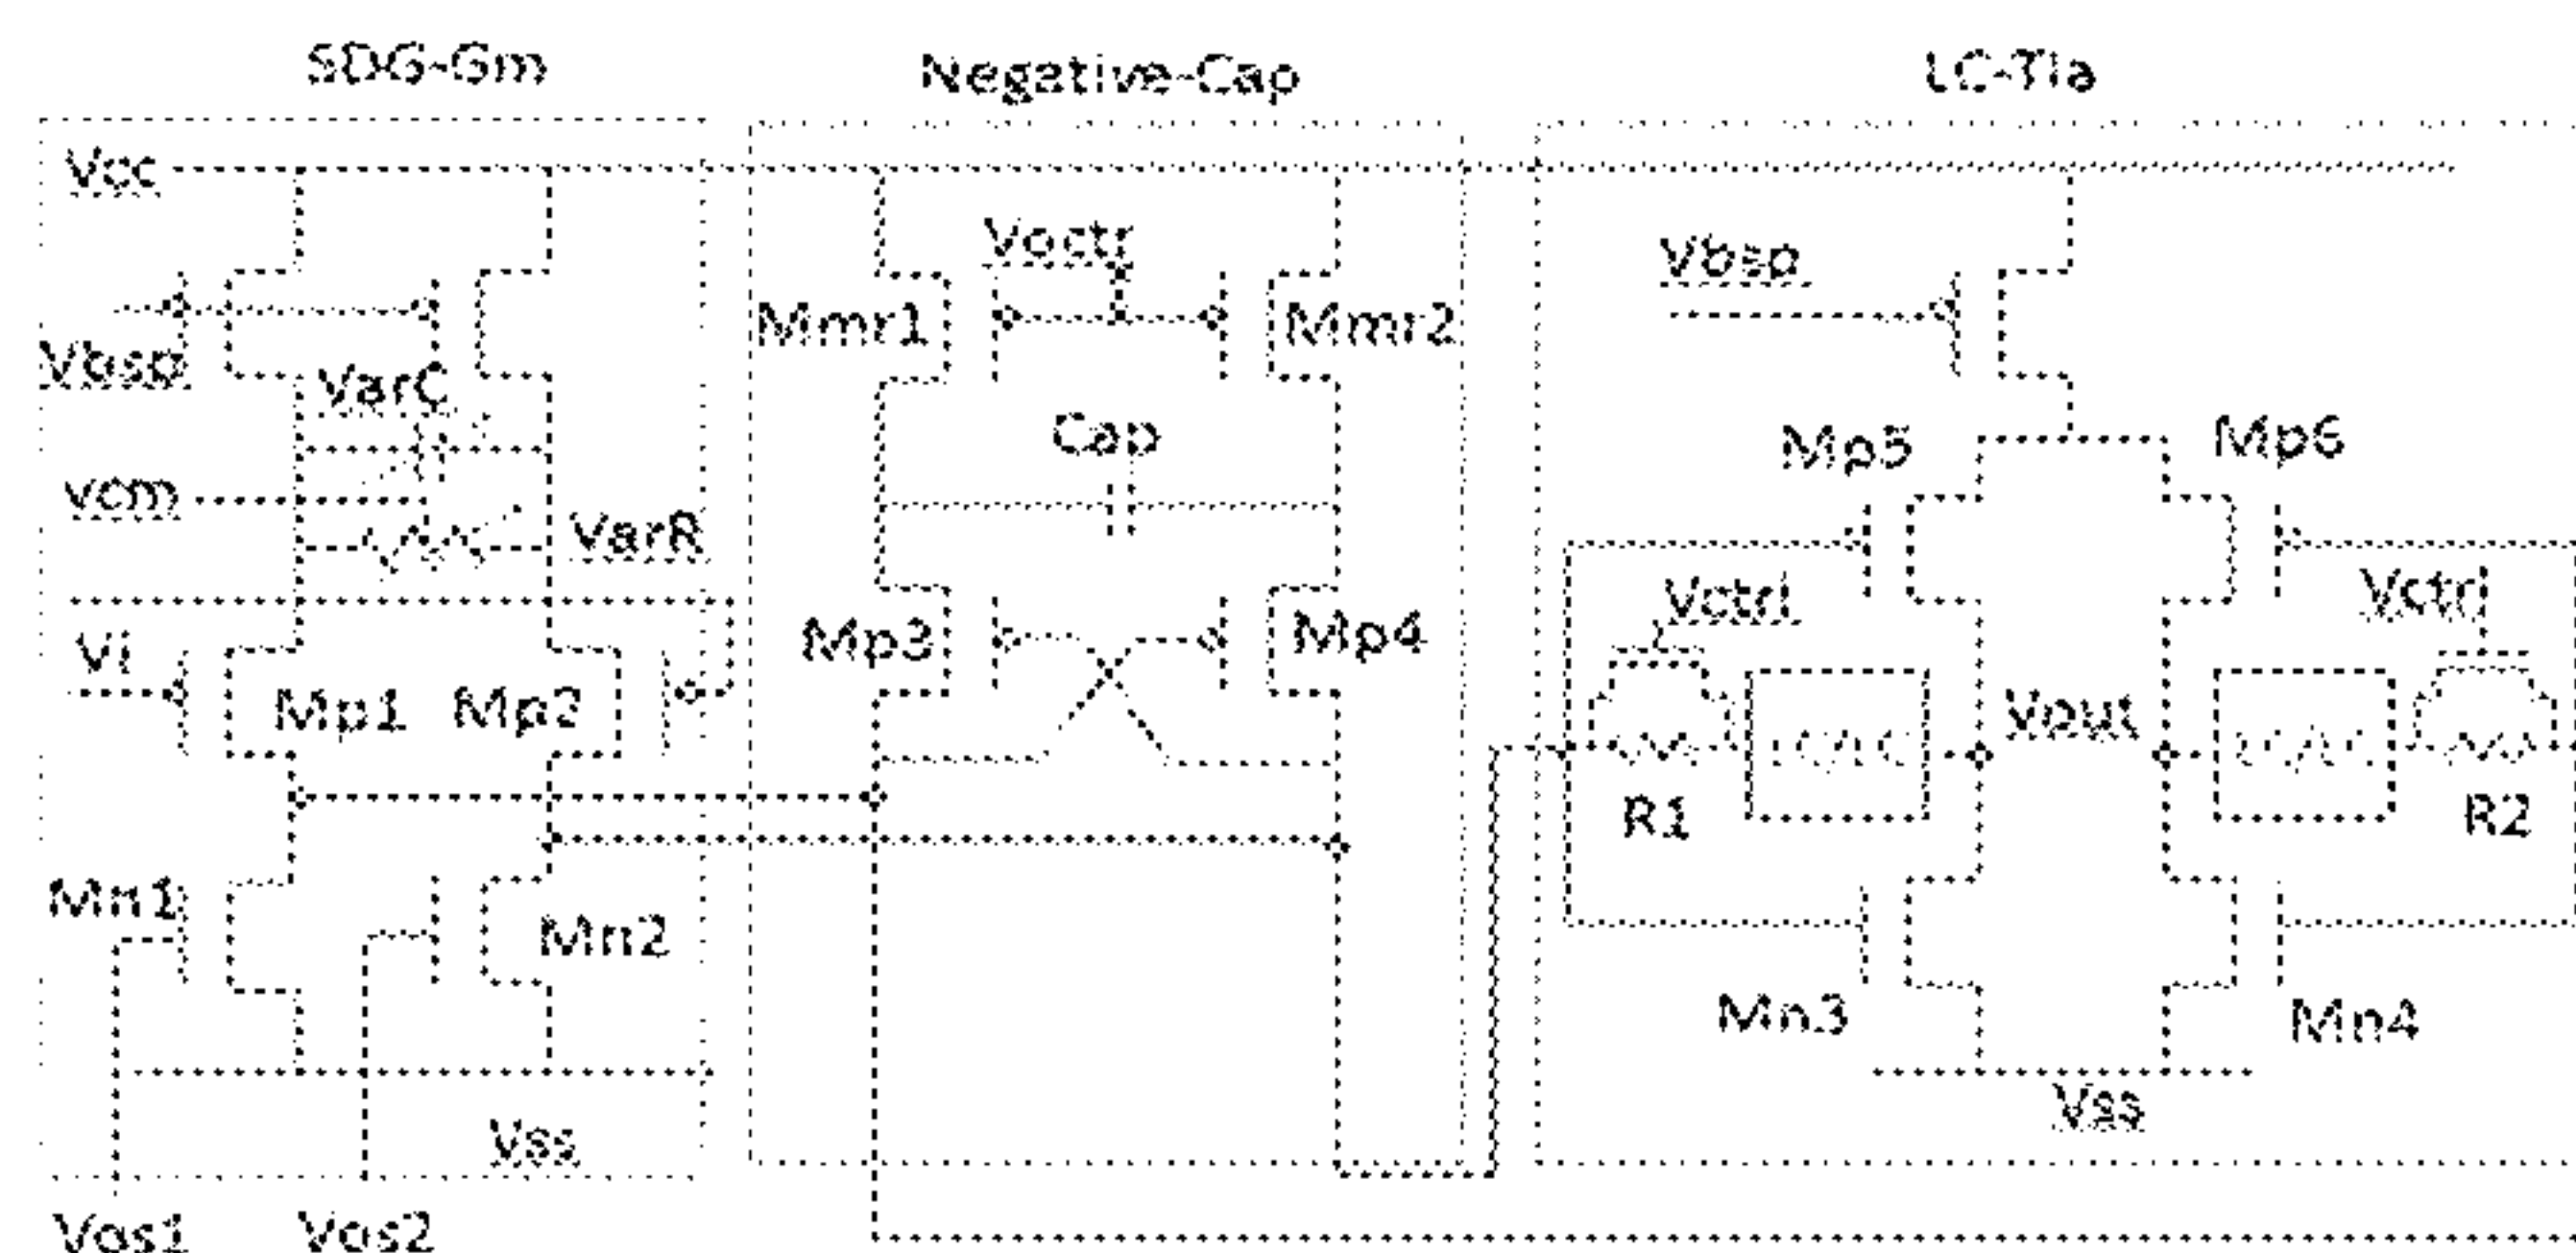 SDG-Gm
Negative-Cap
LC-Tia
Vcc
Vbsp
VarC
vcm
VarR
Vi
Mp1
Mp2
Mn1
Mn2
Vss
Vos1
Vos2
Mmr1
Mmr2
Cap
Mp3
Mp4
Vbsp
Mp5
Mp6
Vctrl
Vctrl
Vout
R1
R2
Mn3
Mn4
Vss